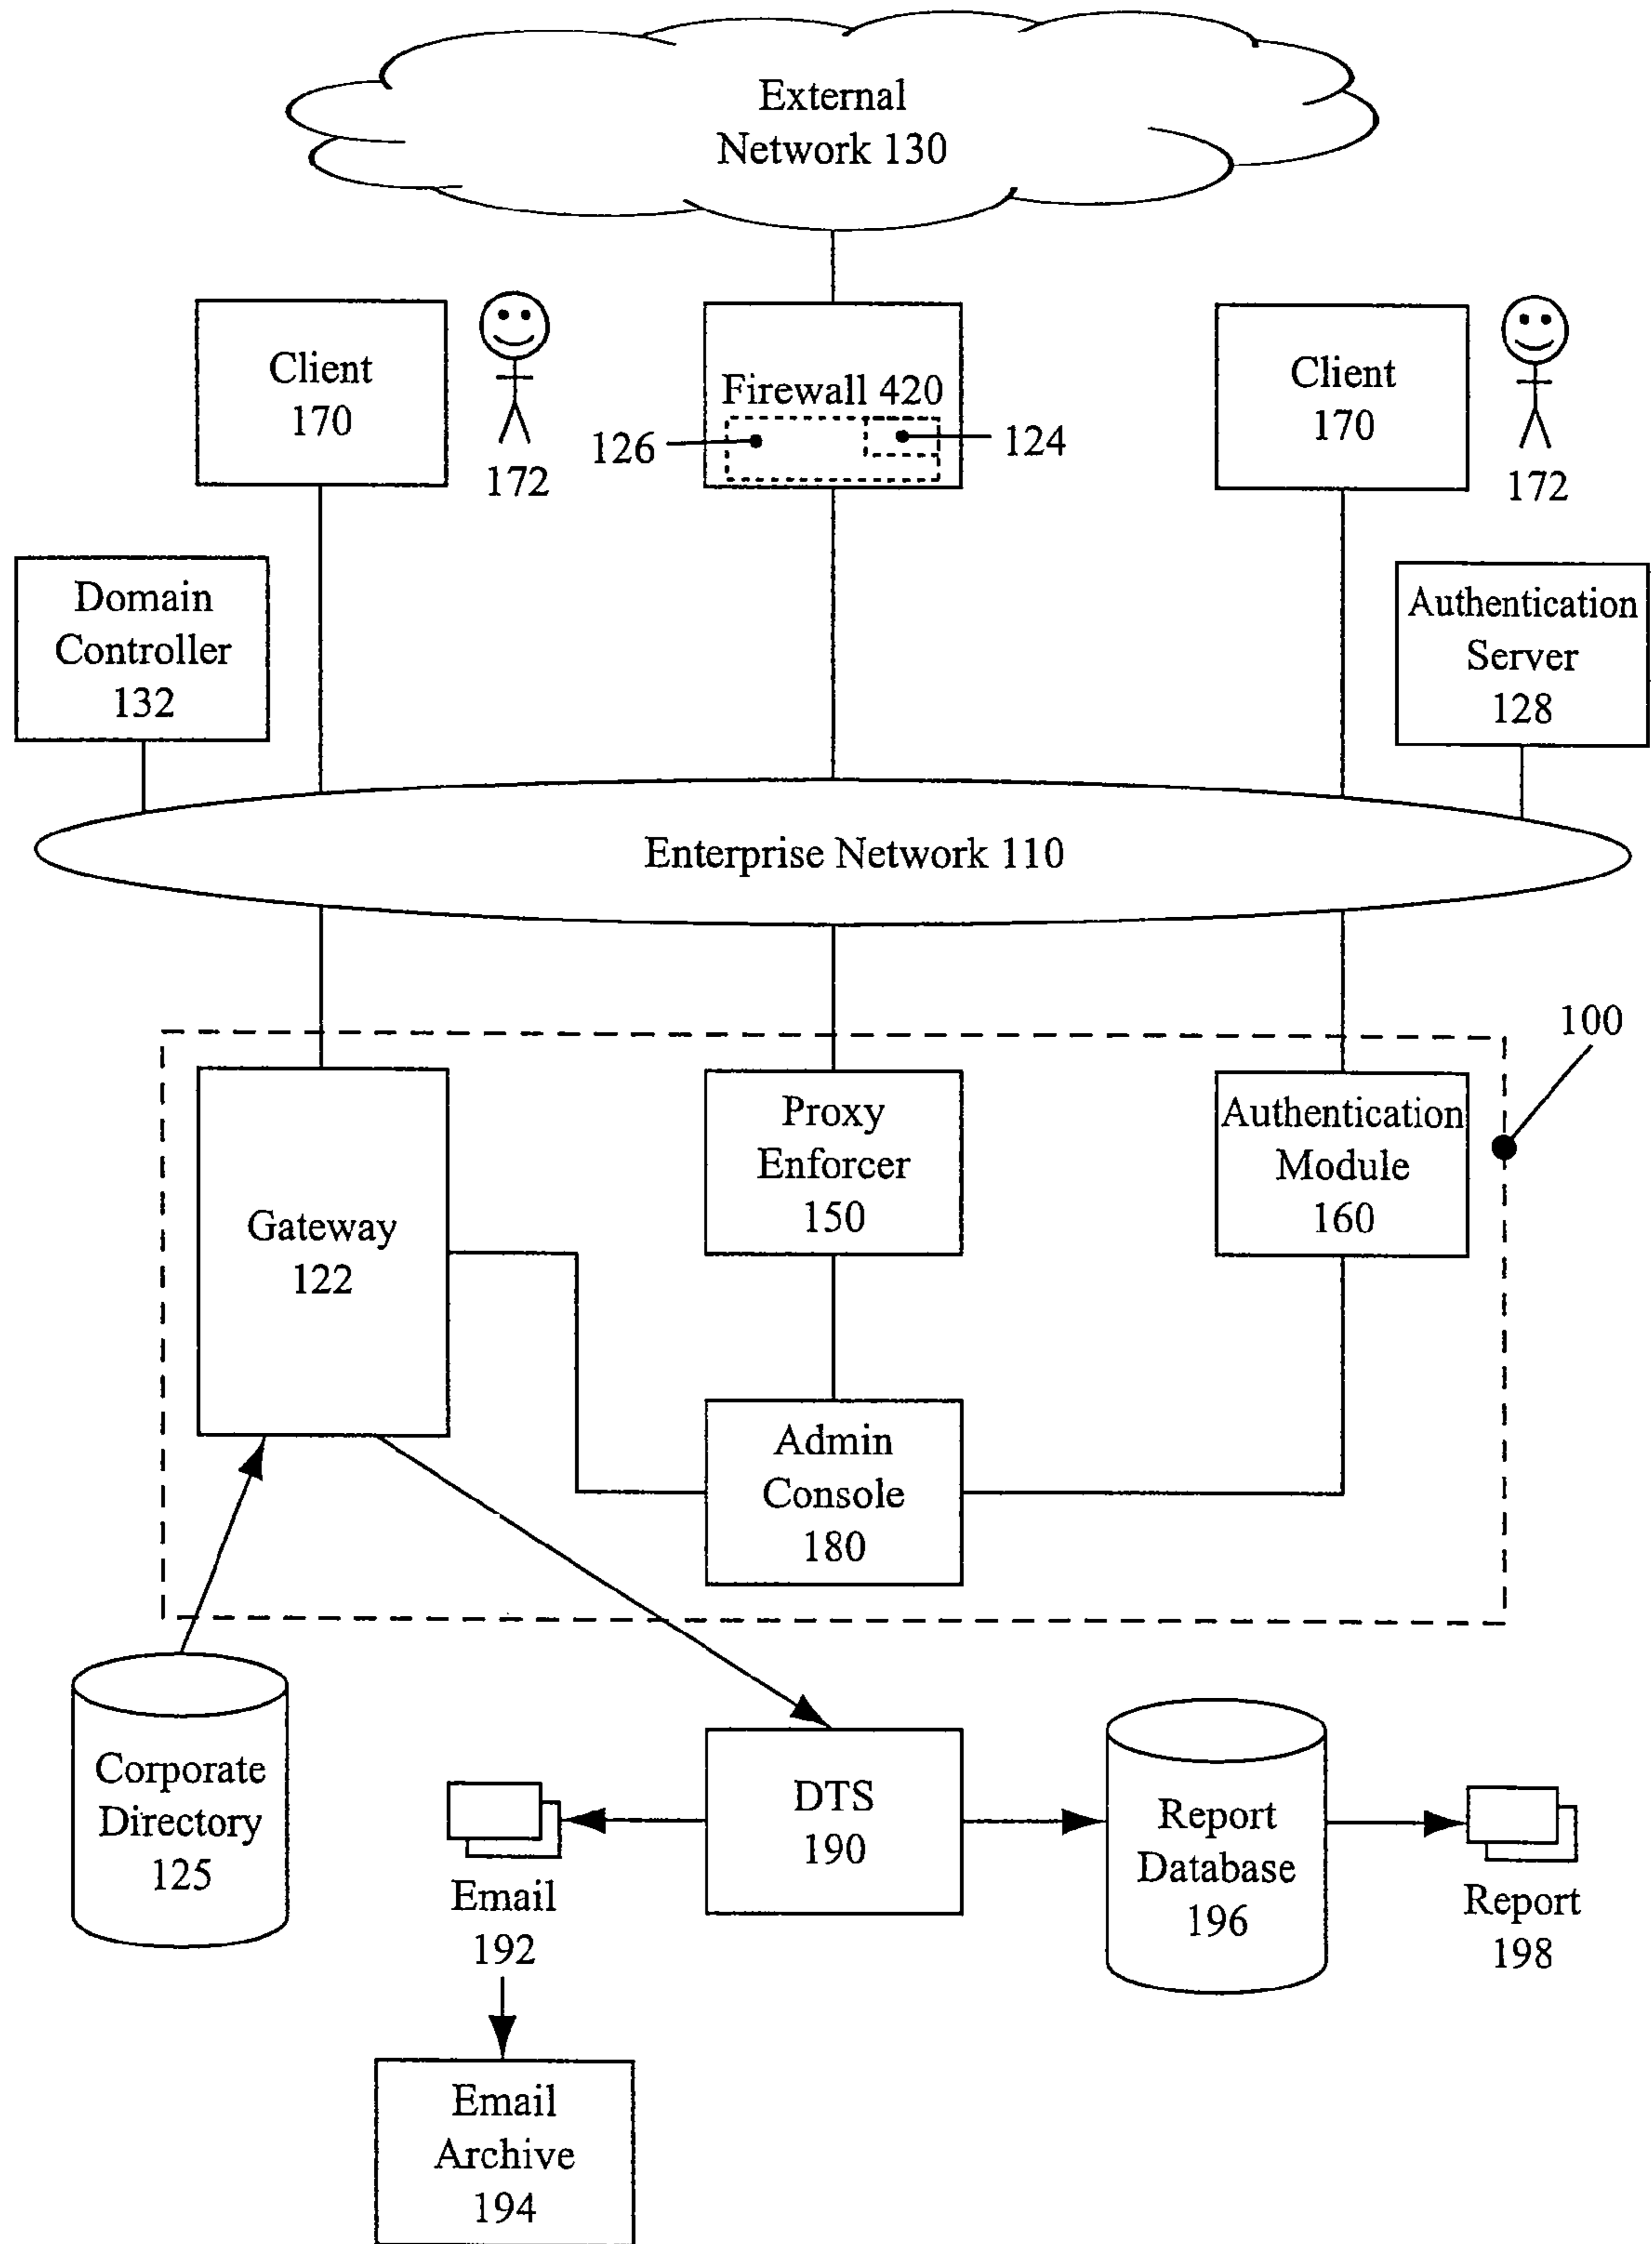 External
Network 130
Client
170
172
Firewall 420
126
124
Client
170
172
Domain
Controller
132
Authentication
Server
128
Enterprise Network 110
100
Gateway
122
Proxy
Enforcer
150
Authentication
Module
160
Admin
Console
180
Corporate
Directory
125
Email
192
DTS
190
Report
Database
196
Report
198
Email
Archive
194